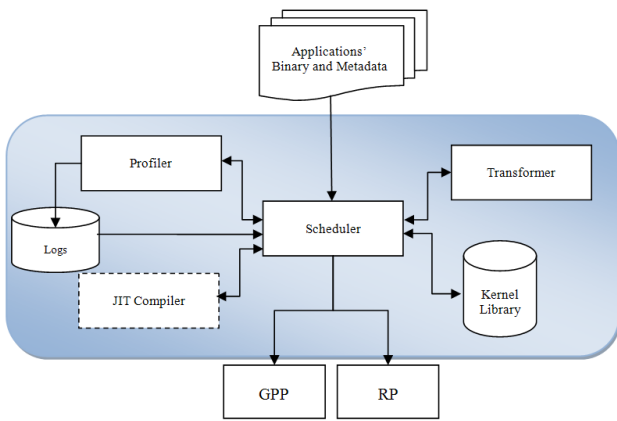 Applications'
Binary and Metadata
Profiler
Transformer
Scheduler
Logs
JIT Compiler
Kernel
Library
GPP
RP